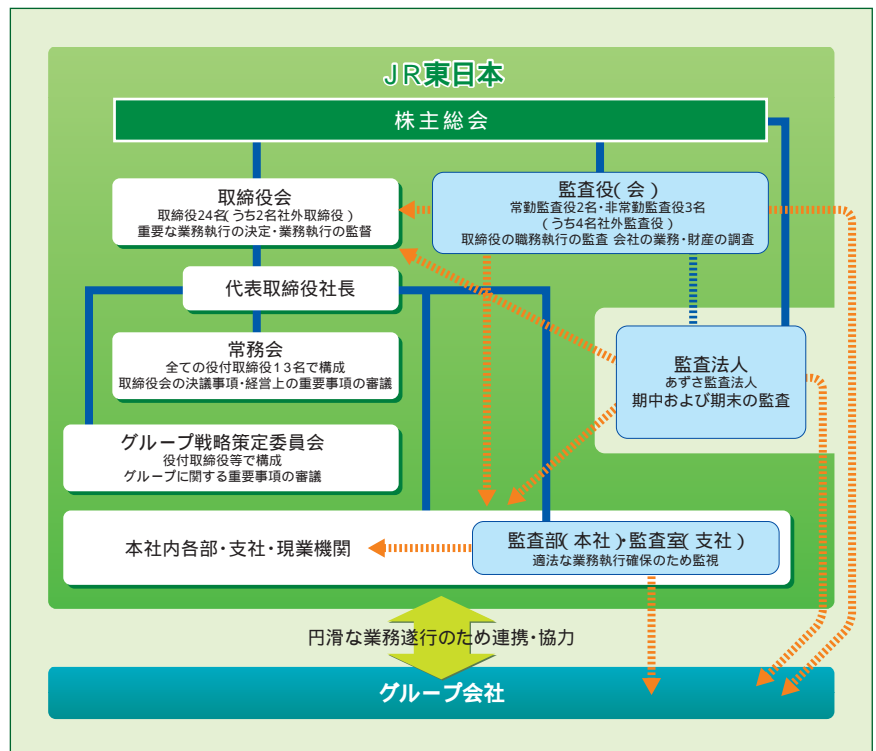 JR東日本
株主総会
取締役会
取締役24名(うち2名社外取締役)
重要な業務執行の決定・業務執行の監督
監査役(会)
常勤監査役2名・非常勤監査役3名
(うち4名社外監査役)
取締役の職務執行の監査 会社の業務・財産の調査
代表取締役社長
常務会
全ての役付取締役13名で構成
取締役会の決議事項・経営上の重要事項の審議
監査法人
あずさ監査法人
期中および期末の監査
グループ戦略策定委員会
役付取締役等で構成
グループに関する重要事項の審議
本社内各部・支社・現業機関
監査部(本社)・監査室(支社)
適法な業務執行確保のため監視
円滑な業務遂行のため連携・協力
グループ会社